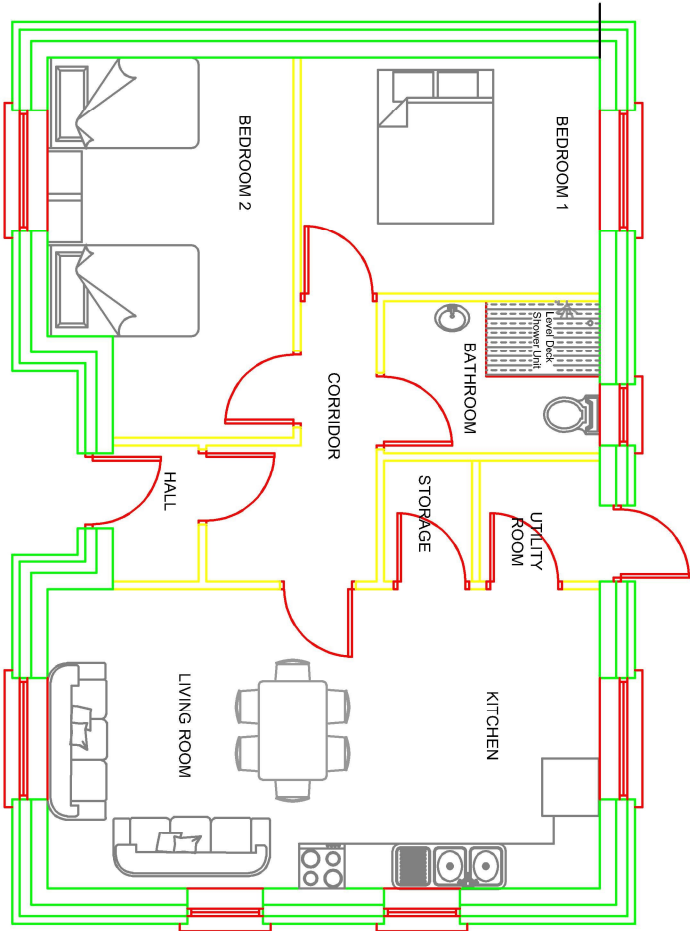 BEDROOM 1
BEDROOM 2
Level Deck
Shower Unit
BATHROOM
CORRIDOR
HALL
STORAGE
UTILITY
ROOM
KITCHEN
LIVING ROOM